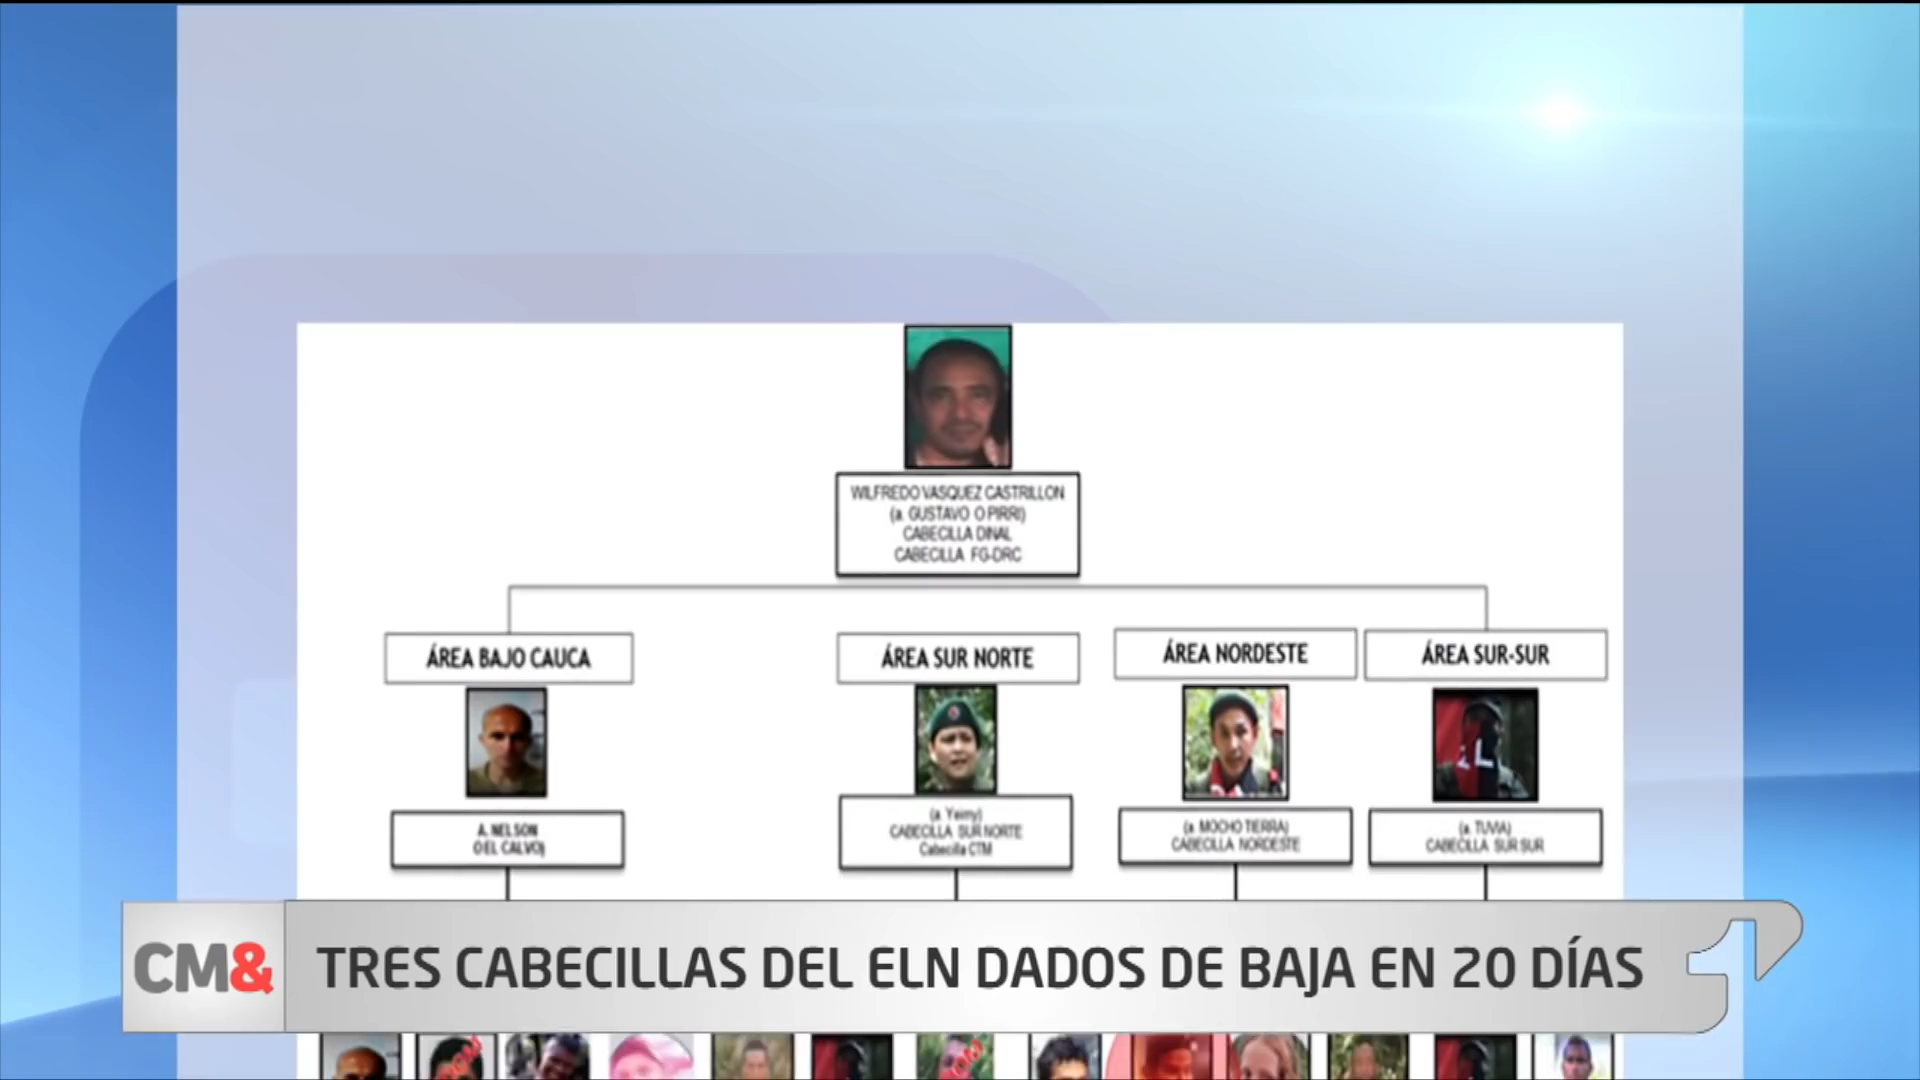 WILFREDO VASQUEZ CASTRILLON
(a. GUSTAVO O PIRRI)
CABECILLA DINAL
CABECILLA FG-DRC
ÁREA BAJO CAUCA
ÁREA SUR NORTE
ÁREA NORDESTE
ÁREA SUR-SUR
A. NELSON
O EL CALVO)
(a. Yeimy)
CABECILLA SUR NORTE
Cabecilla CTM
(a. MOCHO TIERRA)
CABECILLA NORDESTE
(a. TUVIA)
CABECILLA SUR SUR
CM&
TRES CABECILLAS DEL ELN DADOS DE BAJA EN 20 DÍAS
1